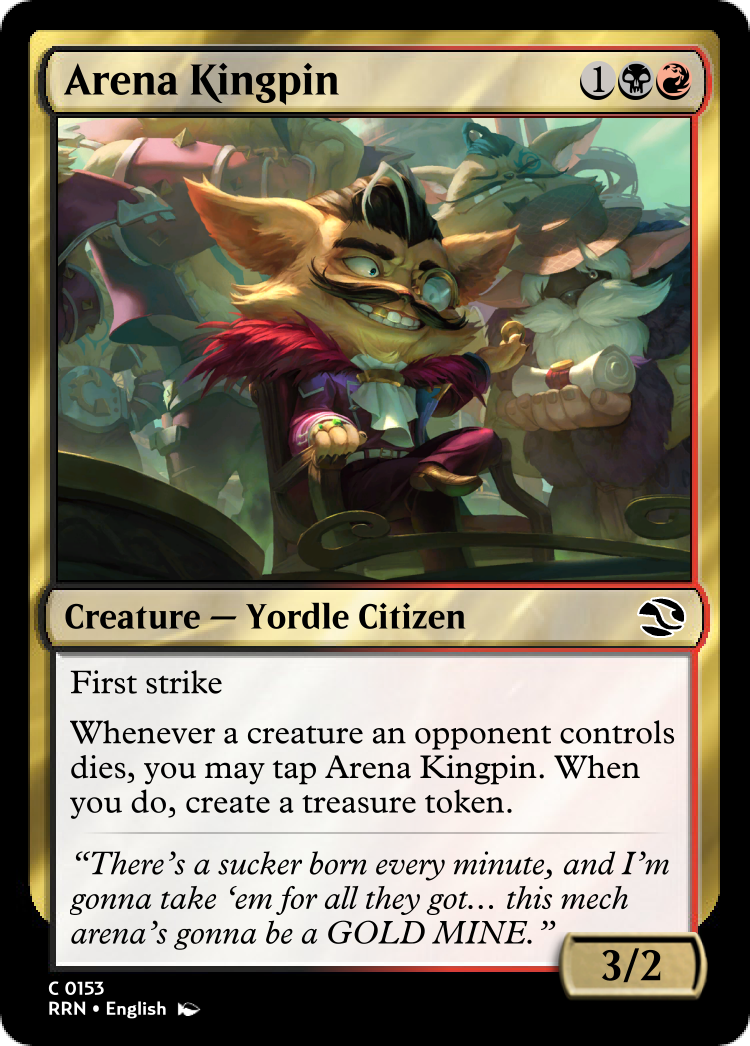 Arena Kingpin 1
Creature — Yordle Citizen
First strike
Whenever a creature an opponent controls
dies, you may tap Arena Kingpin. When
you do, create a treasure token.
“There’s a sucker born every minute, and I’m
gonna take ‘em for all they got... this mech
arena’s gonna be a GOLD MINE.”
3/2
C 0153
RRN • English